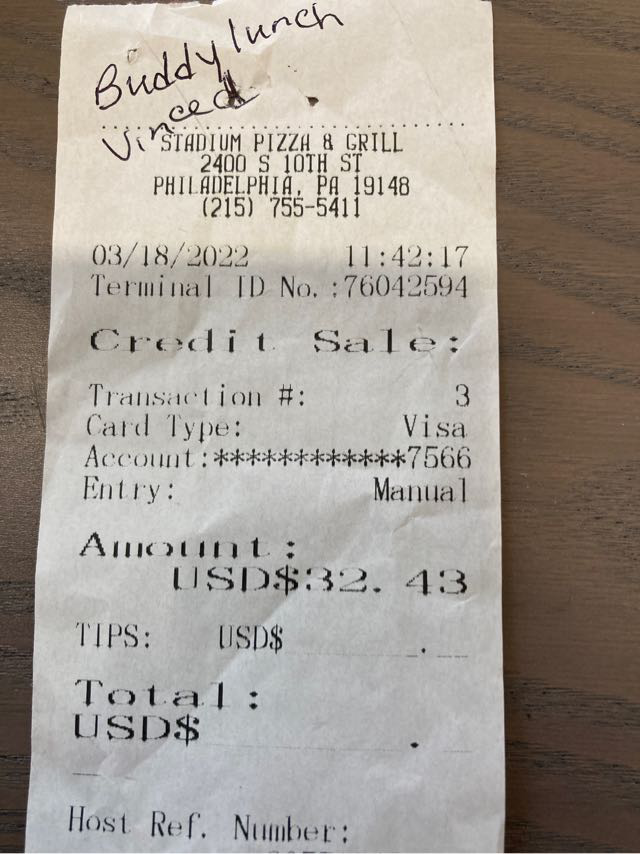 Buddy lunch
Vinced
STADIUM PIZZA & GRILL
2400 S 10TH ST
PHILADELPHIA, PA 19148
(215) 755-5411
03/18/2022 11:42:17
Terminal ID No.:76042594
Credit Sale:
Transaction #: 3
Card Type: Visa
Account:************7566
Entry: Manual
Amount:
USD$32.43
TIPS: USD$ .
Total:
USD$ .
Host Ref. Number: